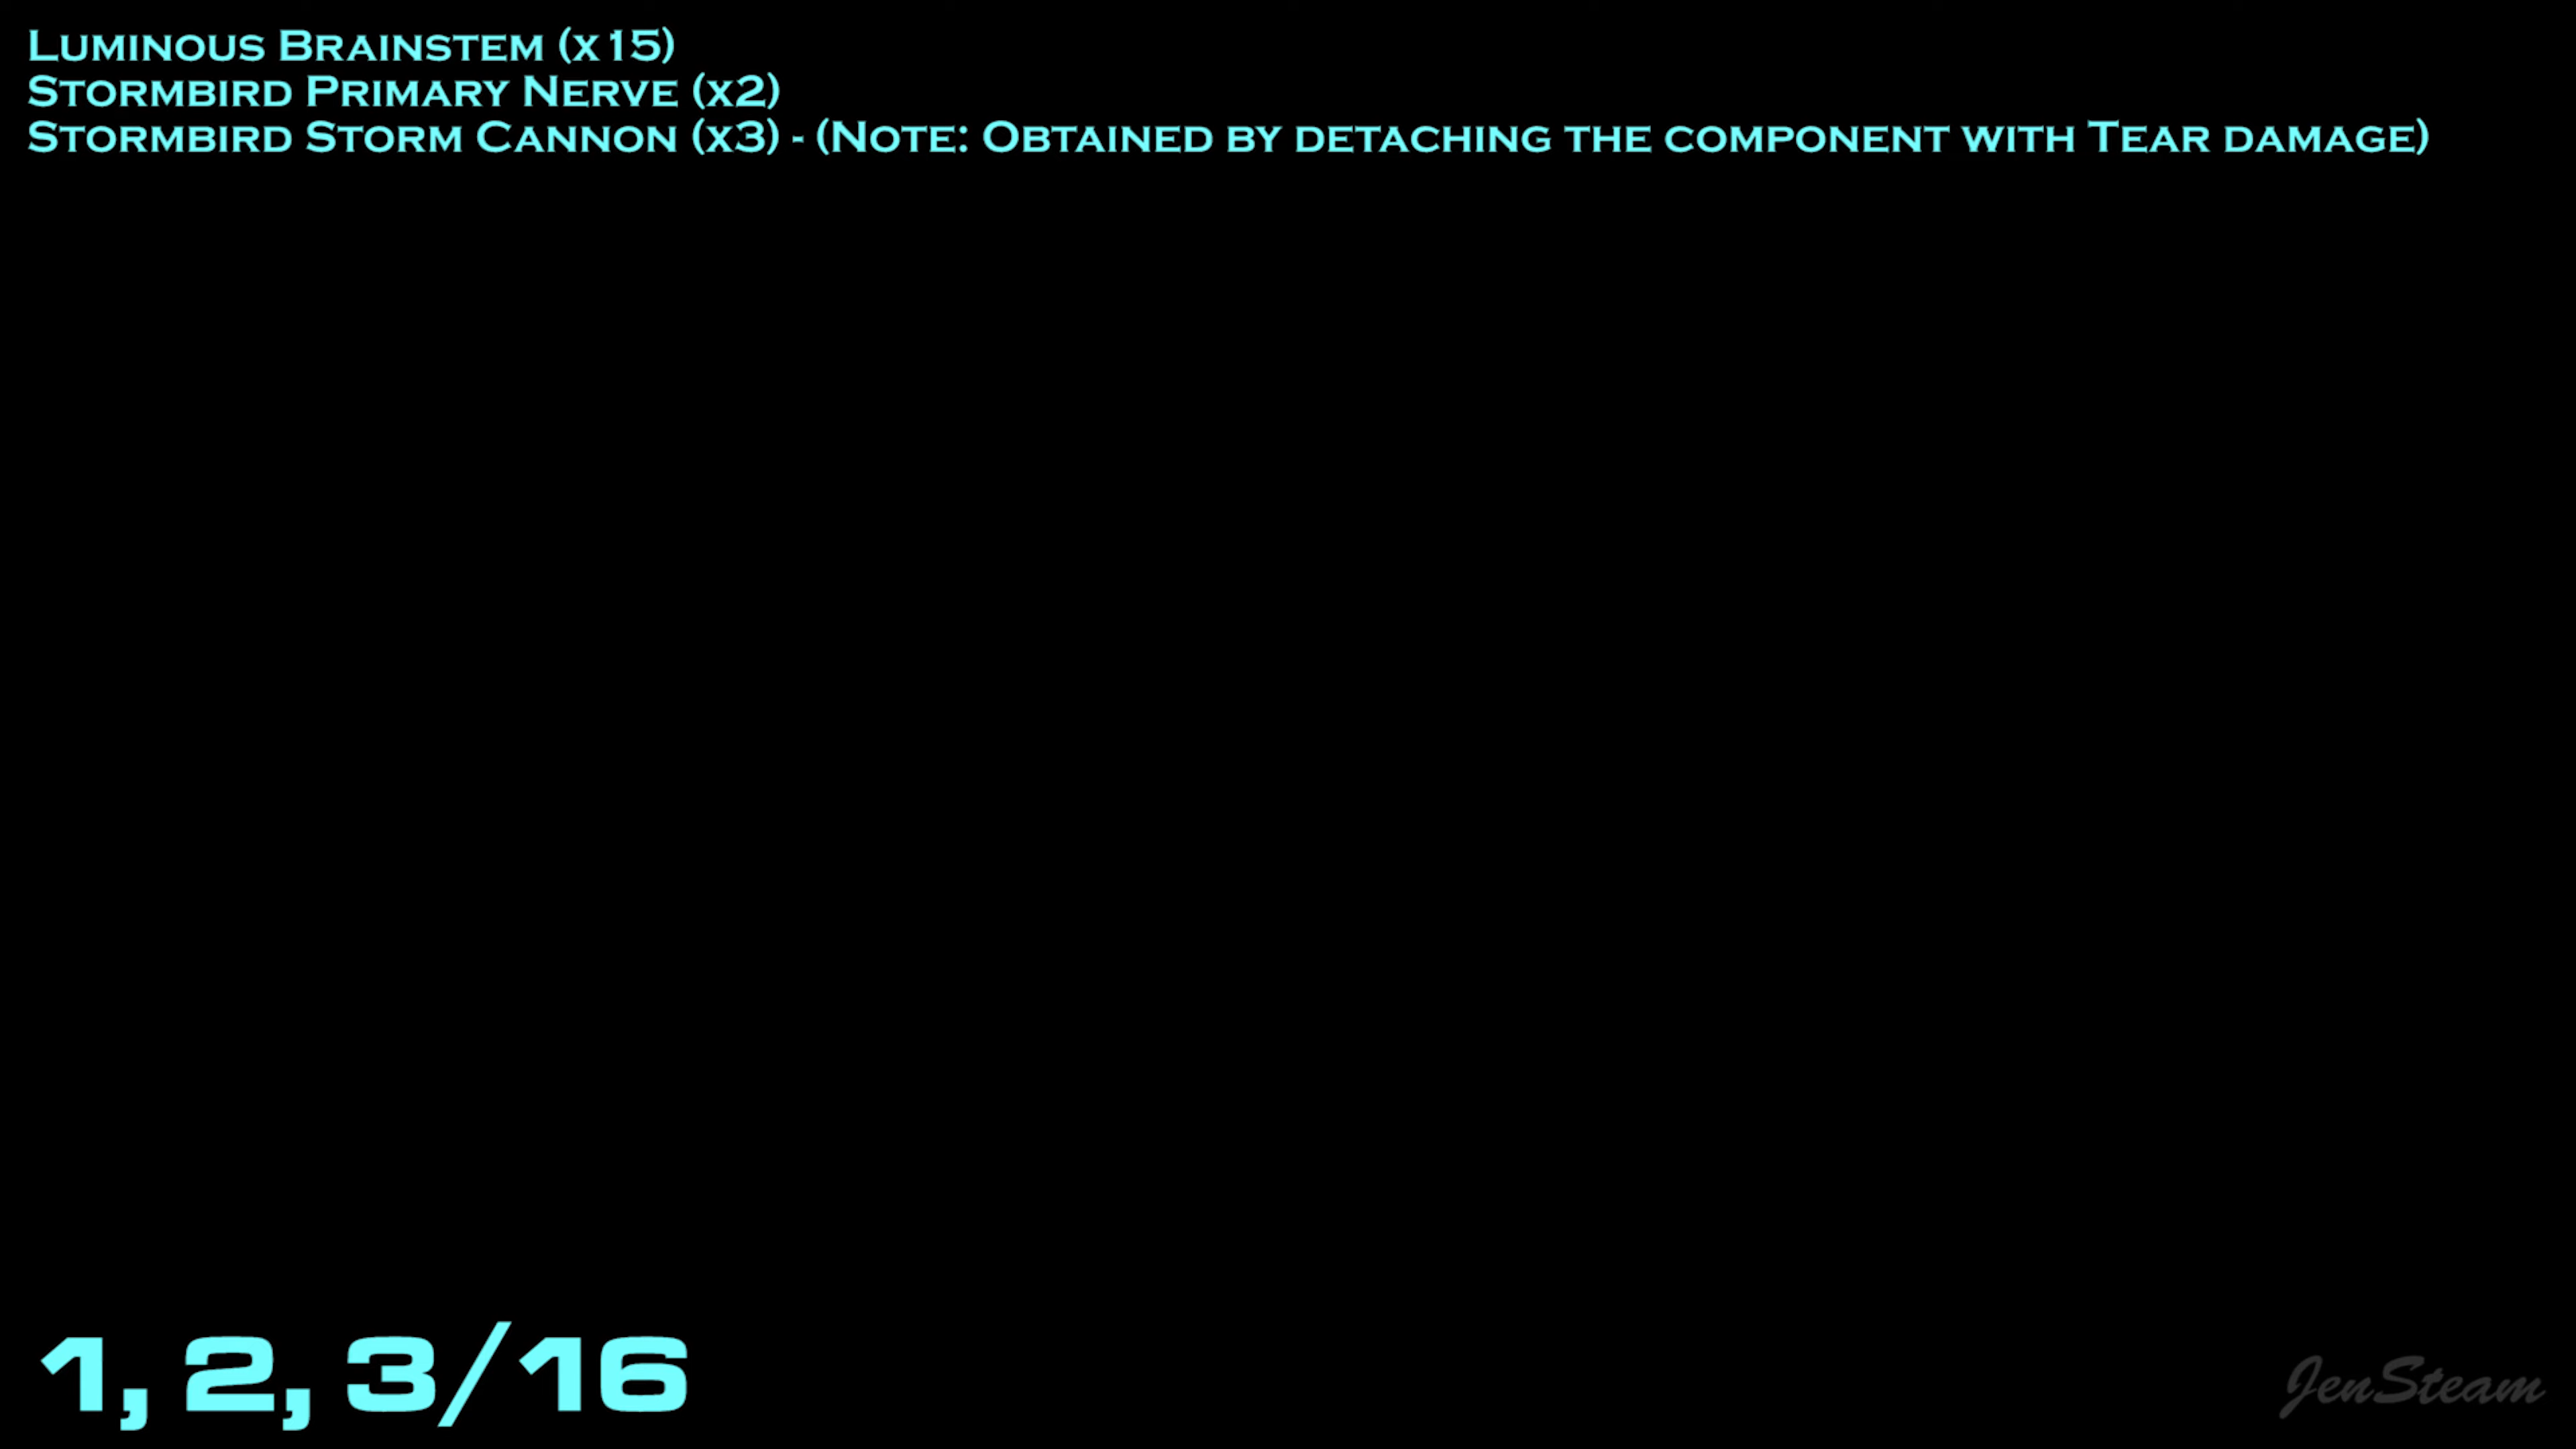 Luminous Brainstem (x15)
Stormbird Primary Nerve (x2)
Stormbird Storm Cannon (x3) - (Note: Obtained by detaching the component with Tear damage)
1, 2, 3/16
JenSteam